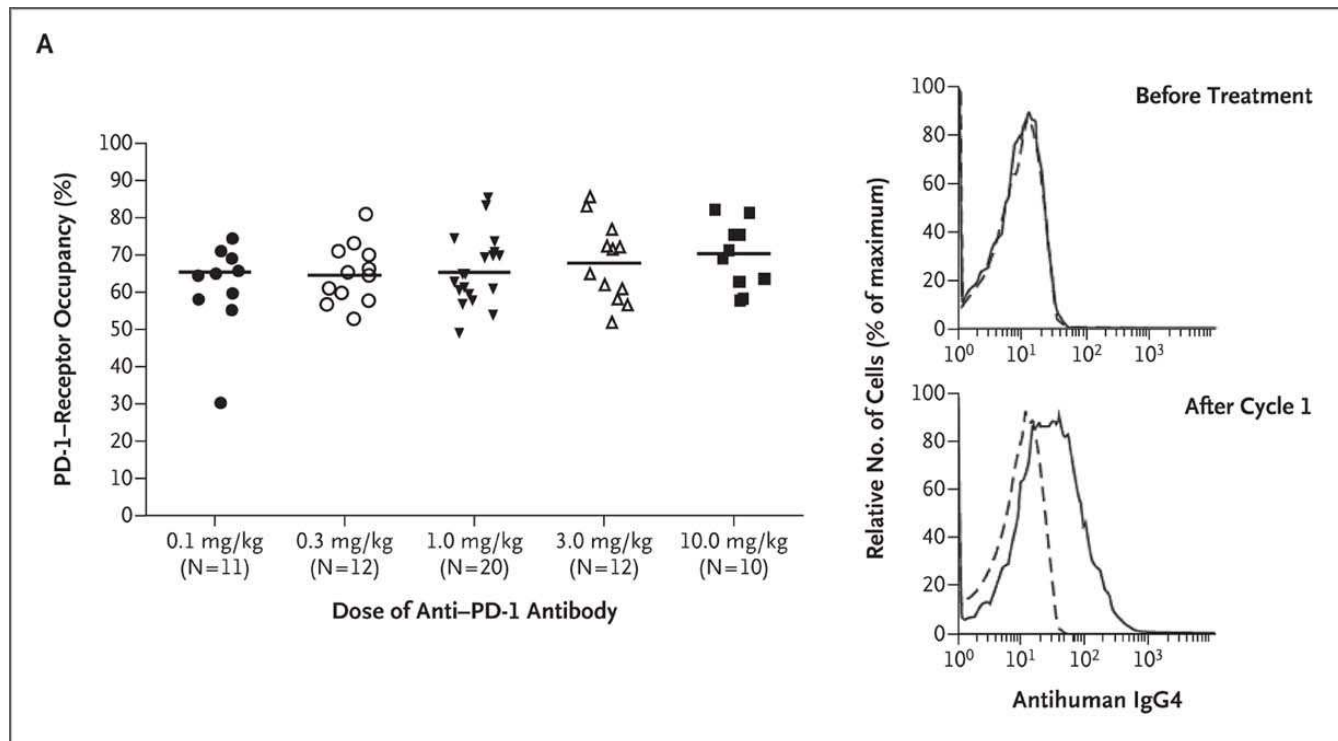 A
PD-1–Receptor Occupancy (%)
100
90
80
70
60
50
40
30
20
10
0
0.1 mg/kg
(N=11)
0.3 mg/kg
(N=12)
1.0 mg/kg
(N=20)
3.0 mg/kg
(N=12)
10.0 mg/kg
(N=10)
Dose of Anti–PD-1 Antibody
Relative No. of Cells (% of maximum)
Before Treatment
100
80
60
40
20
0
10⁰
10¹
10²
10³
After Cycle 1
100
80
60
40
20
0
10⁰
10¹
10²
10³
Antihuman IgG4